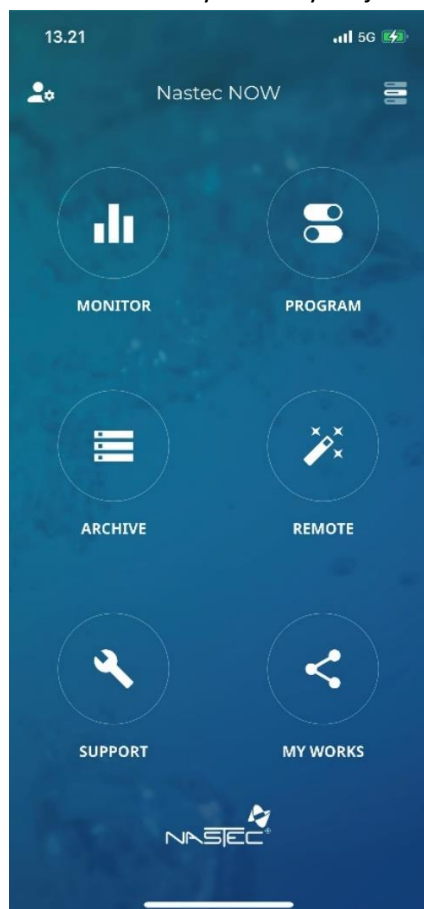 13.21 5G
Nastec NOW
MONITOR PROGRAM
ARCHIVE REMOTE
SUPPORT MY WORKS
NASTEC®